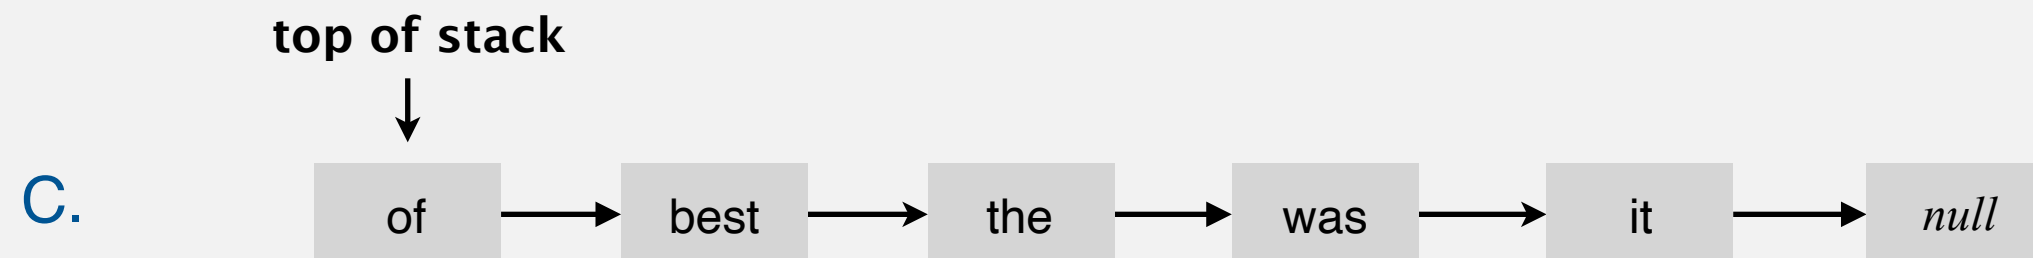 top of stack
C. of best the was it null